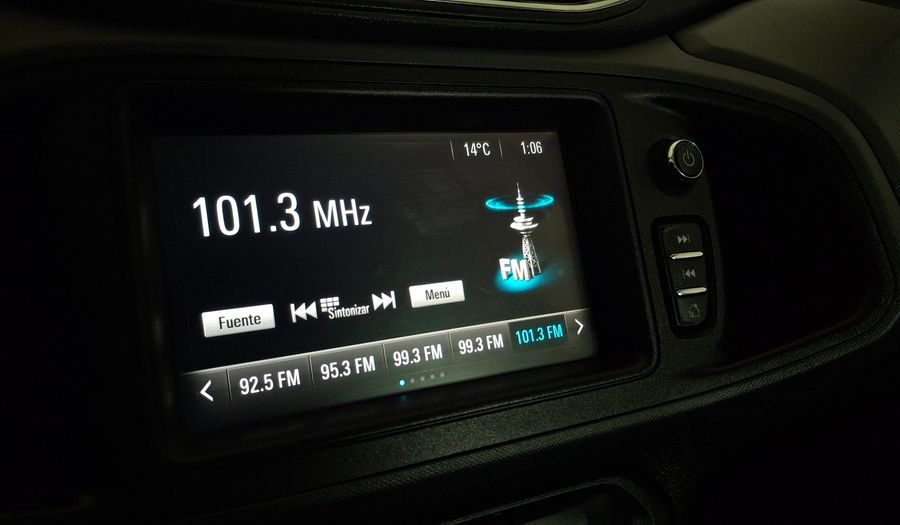 14°C 1:06
101.3 MHz
FM
Fuente Sintonizar Menú
92.5 FM 95.3 FM 99.3 FM 99.3 FM 101.3 FM